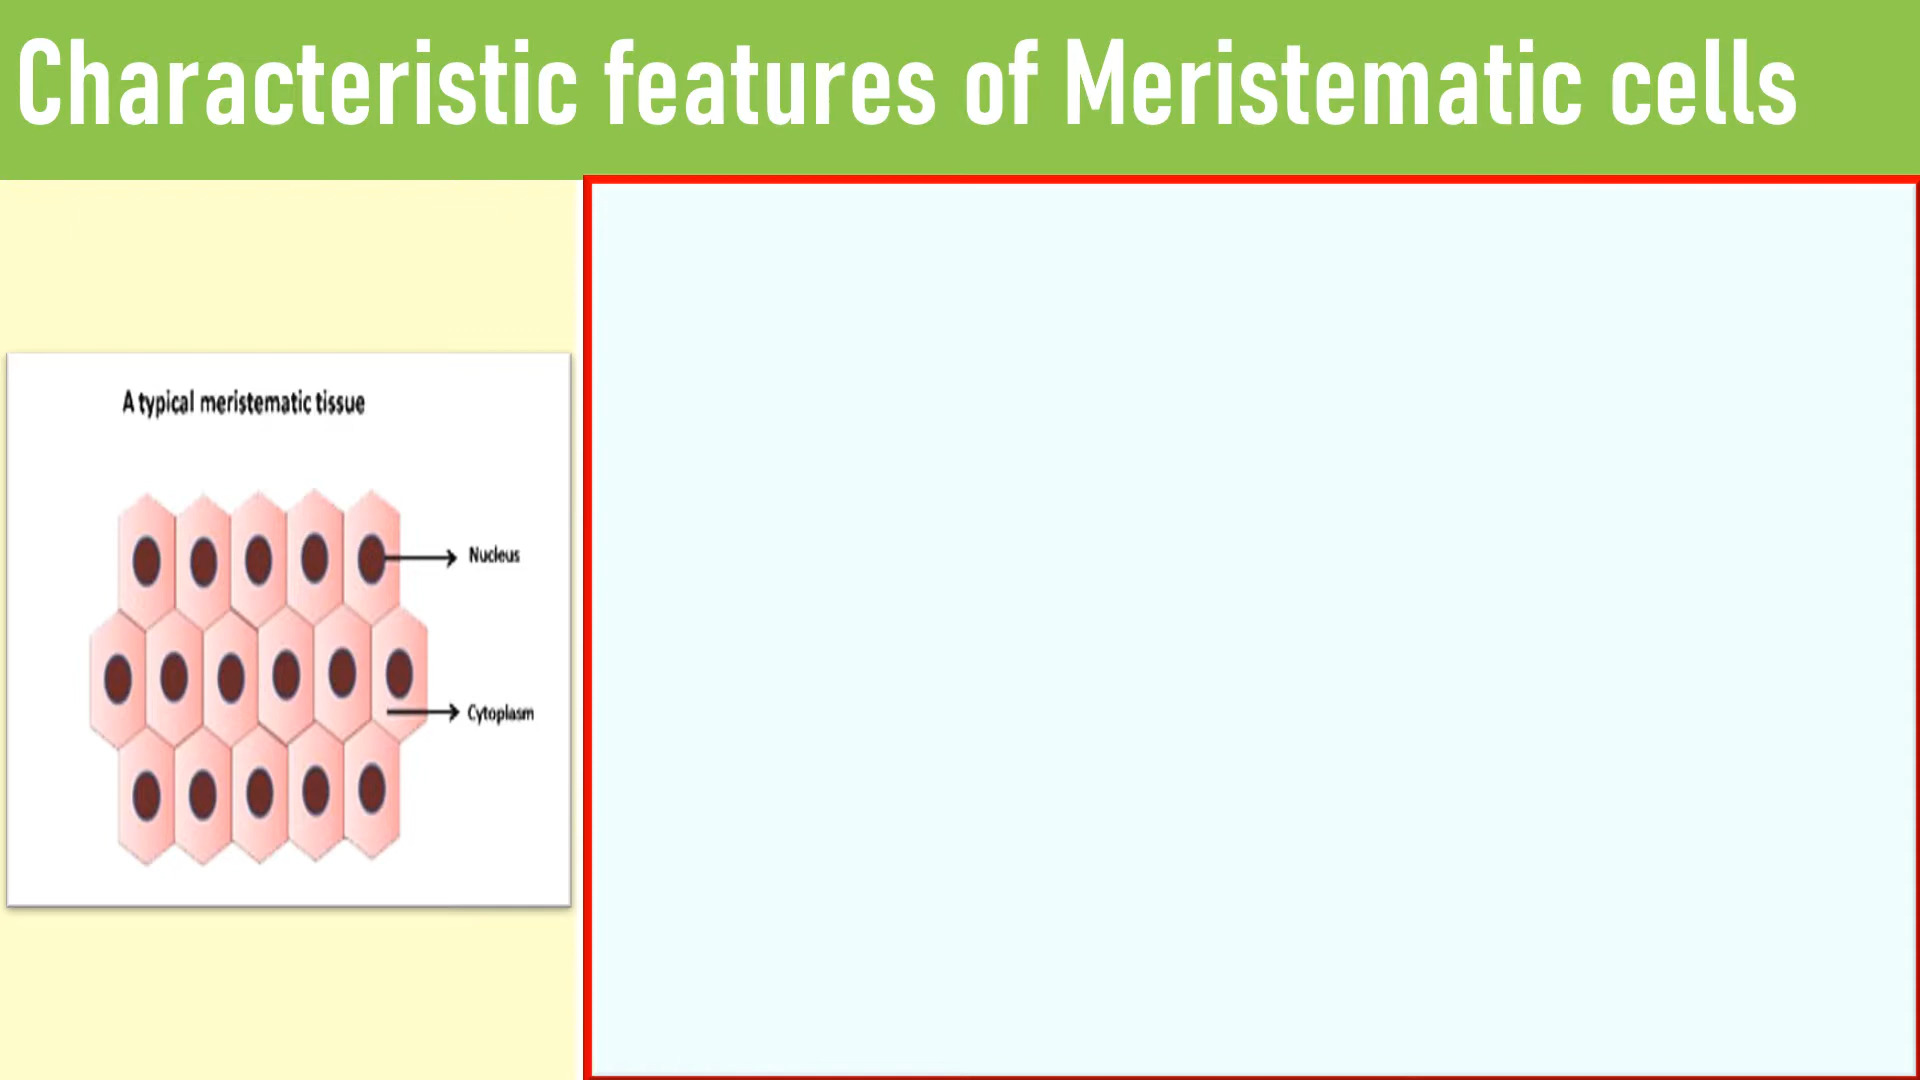 Characteristic features of Meristematic cells
A typical meristematic tissue
Nucleus
Cytoplasm